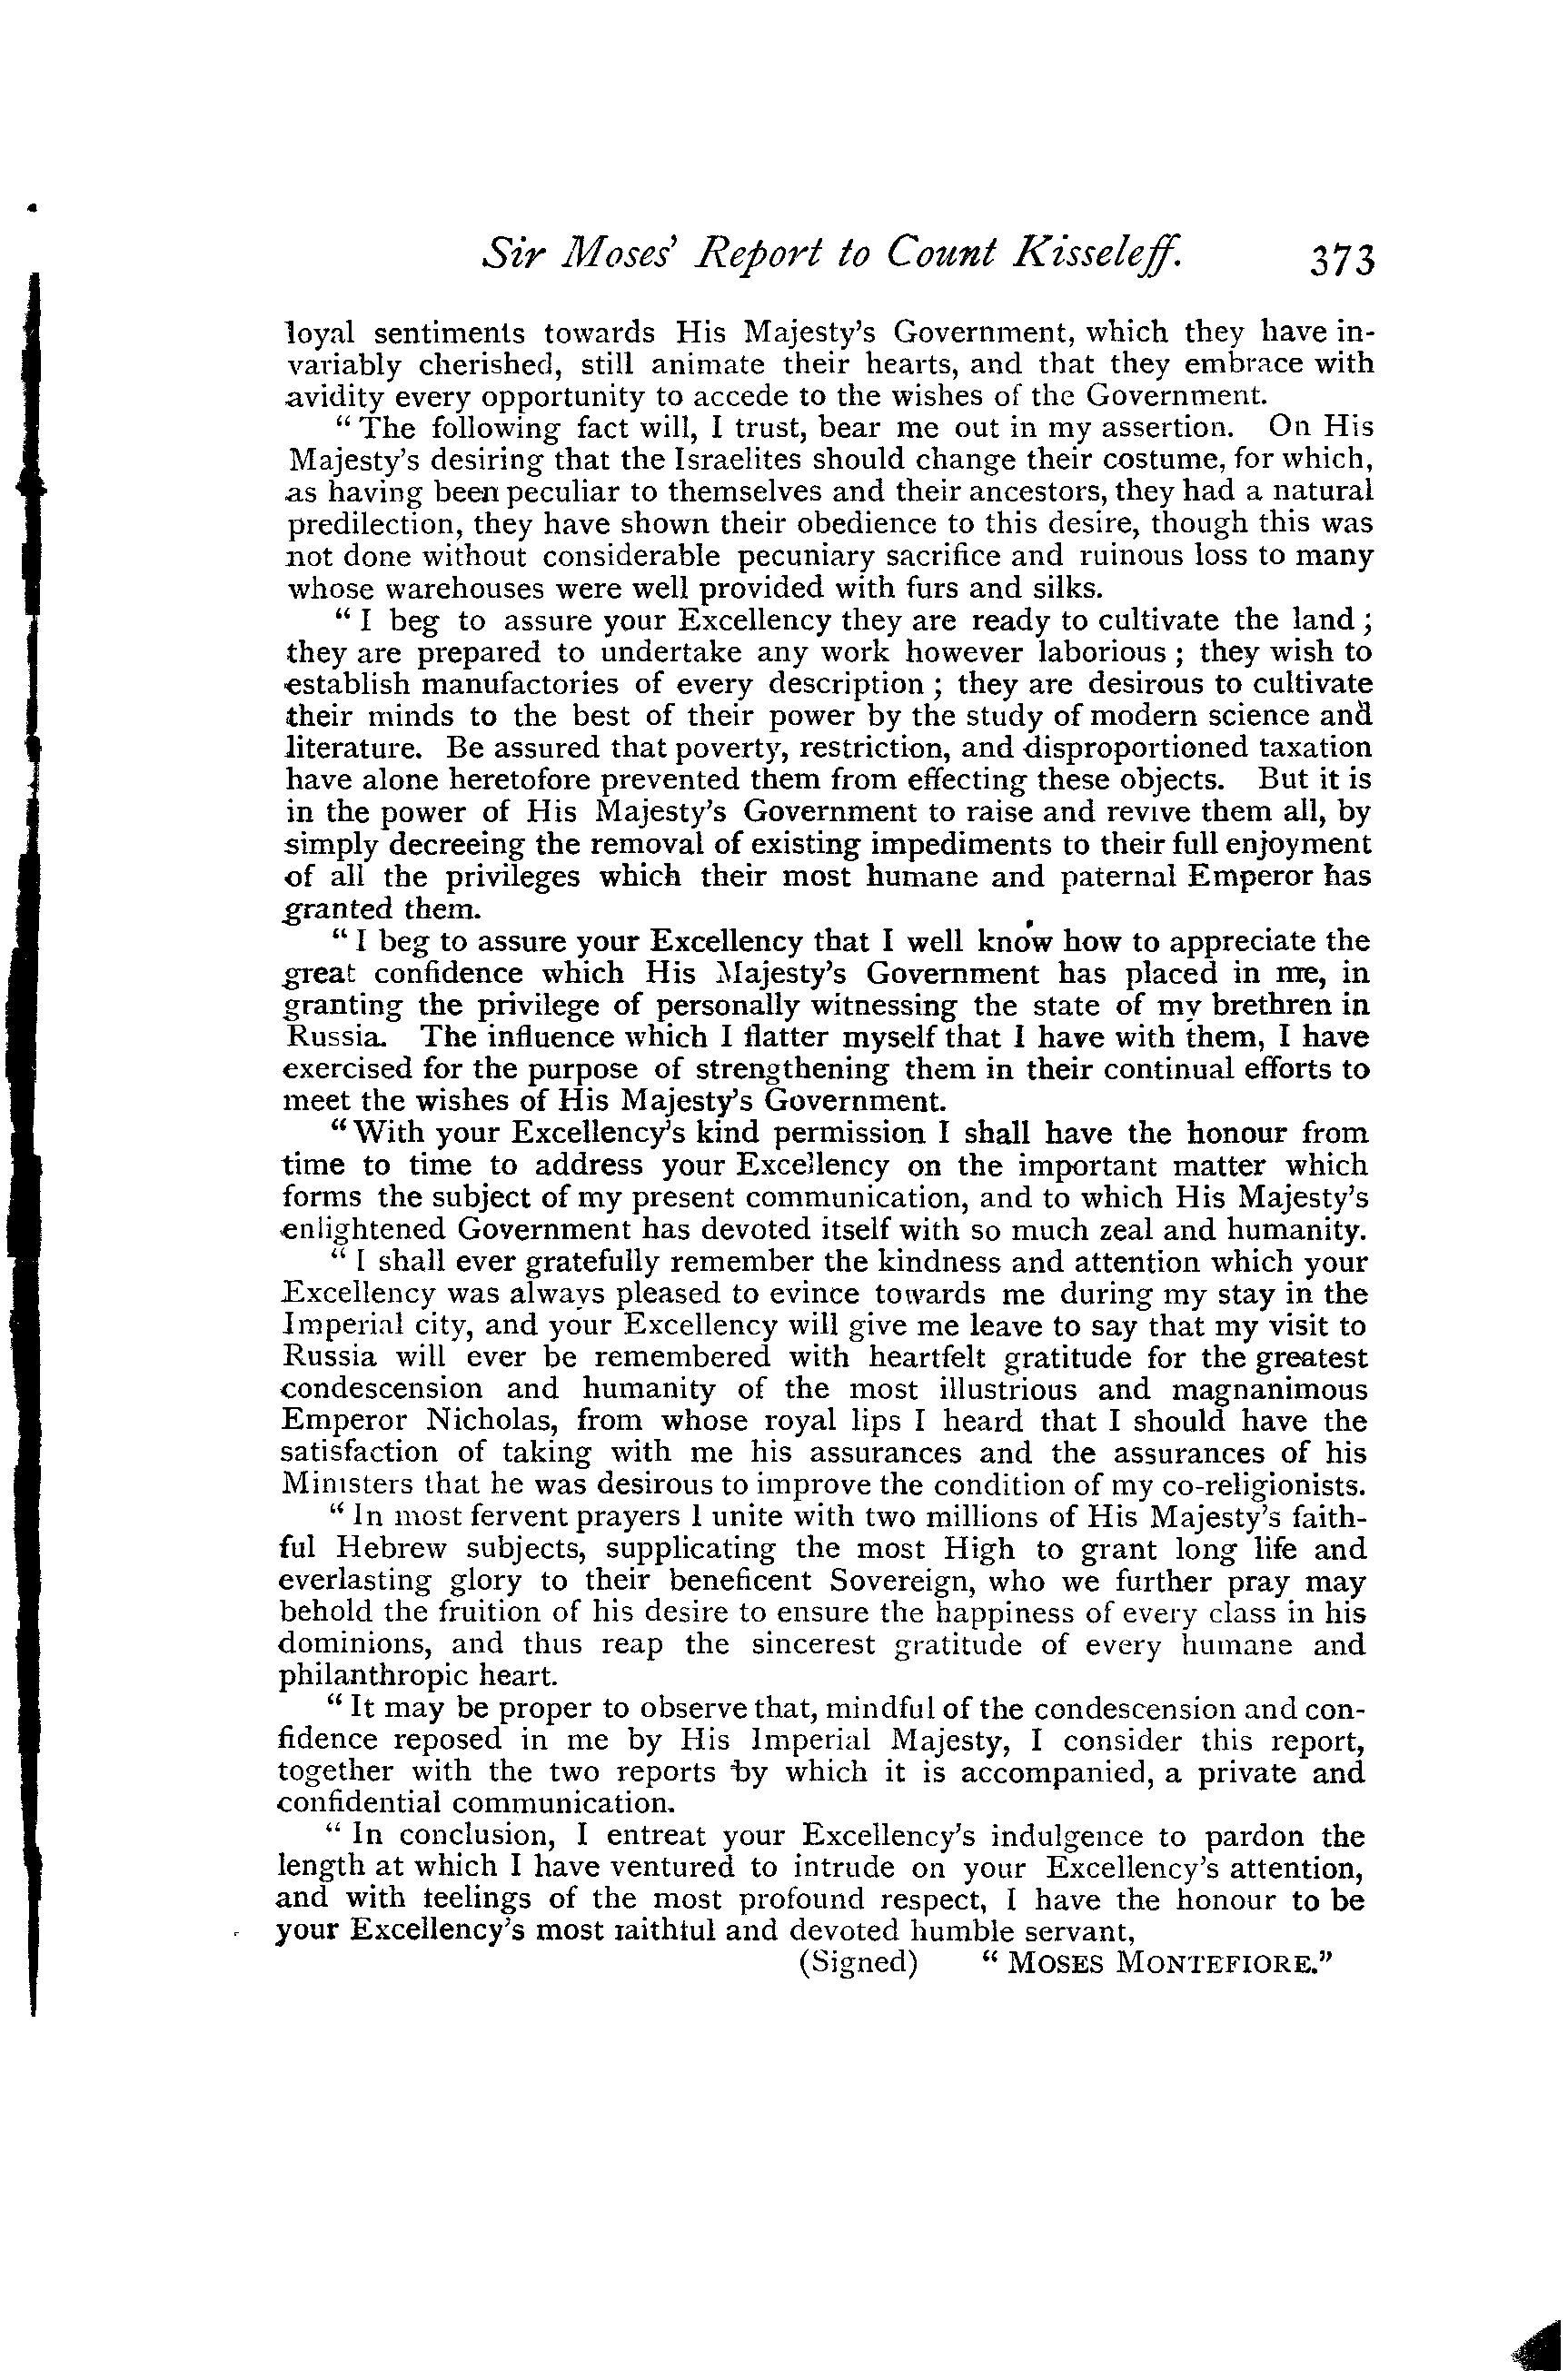 Sir Moses' Report to Count Kisseleff. 373
loyal sentiments towards His Majesty's Government, which they have in-
variably cherished, still animate their hearts, and that they embrace with
avidity every opportunity to accede to the wishes of the Government.
“ The following fact will, I trust, bear me out in my assertion. On His
Majesty's desiring that the Israelites should change their costume, for which,
as having been peculiar to themselves and their ancestors, they had a natural
predilection, they have shown their obedience to this desire, though this was
not done without considerable pecuniary sacrifice and ruinous loss to many
whose warehouses were well provided with furs and silks.
“ I beg to assure your Excellency they are ready to cultivate the land ;
they are prepared to undertake any work however laborious ; they wish to
establish manufactories of every description ; they are desirous to cultivate
their minds to the best of their power by the study of modern science and
literature. Be assured that poverty, restriction, and disproportioned taxation
have alone heretofore prevented them from effecting these objects. But it is
in the power of His Majesty's Government to raise and revive them all, by
simply decreeing the removal of existing impediments to their full enjoyment
of all the privileges which their most humane and paternal Emperor has
granted them.
“ I beg to assure your Excellency that I well know how to appreciate the
great confidence which His Majesty's Government has placed in me, in
granting the privilege of personally witnessing the state of my brethren in
Russia. The influence which I flatter myself that I have with them, I have
exercised for the purpose of strengthening them in their continual efforts to
meet the wishes of His Majesty's Government.
“ With your Excellency's kind permission I shall have the honour from
time to time to address your Excellency on the important matter which
forms the subject of my present communication, and to which His Majesty's
enlightened Government has devoted itself with so much zeal and humanity.
“ I shall ever gratefully remember the kindness and attention which your
Excellency was always pleased to evince towards me during my stay in the
Imperial city, and your Excellency will give me leave to say that my visit to
Russia will ever be remembered with heartfelt gratitude for the greatest
condescension and humanity of the most illustrious and magnanimous
Emperor Nicholas, from whose royal lips I heard that I should have the
satisfaction of taking with me his assurances and the assurances of his
Ministers that he was desirous to improve the condition of my co-religionists.
“ In most fervent prayers I unite with two millions of His Majesty's faith-
ful Hebrew subjects, supplicating the most High to grant long life and
everlasting glory to their beneficent Sovereign, who we further pray may
behold the fruition of his desire to ensure the happiness of every class in his
dominions, and thus reap the sincerest gratitude of every humane and
philanthropic heart.
“ It may be proper to observe that, mindful of the condescension and con-
fidence reposed in me by His Imperial Majesty, I consider this report,
together with the two reports by which it is accompanied, a private and
confidential communication.
“ In conclusion, I entreat your Excellency's indulgence to pardon the
length at which I have ventured to intrude on your Excellency's attention,
and with feelings of the most profound respect, I have the honour to be
your Excellency's most faithful and devoted humble servant,
(Signed) “ MOSES MONTEFIORE.”